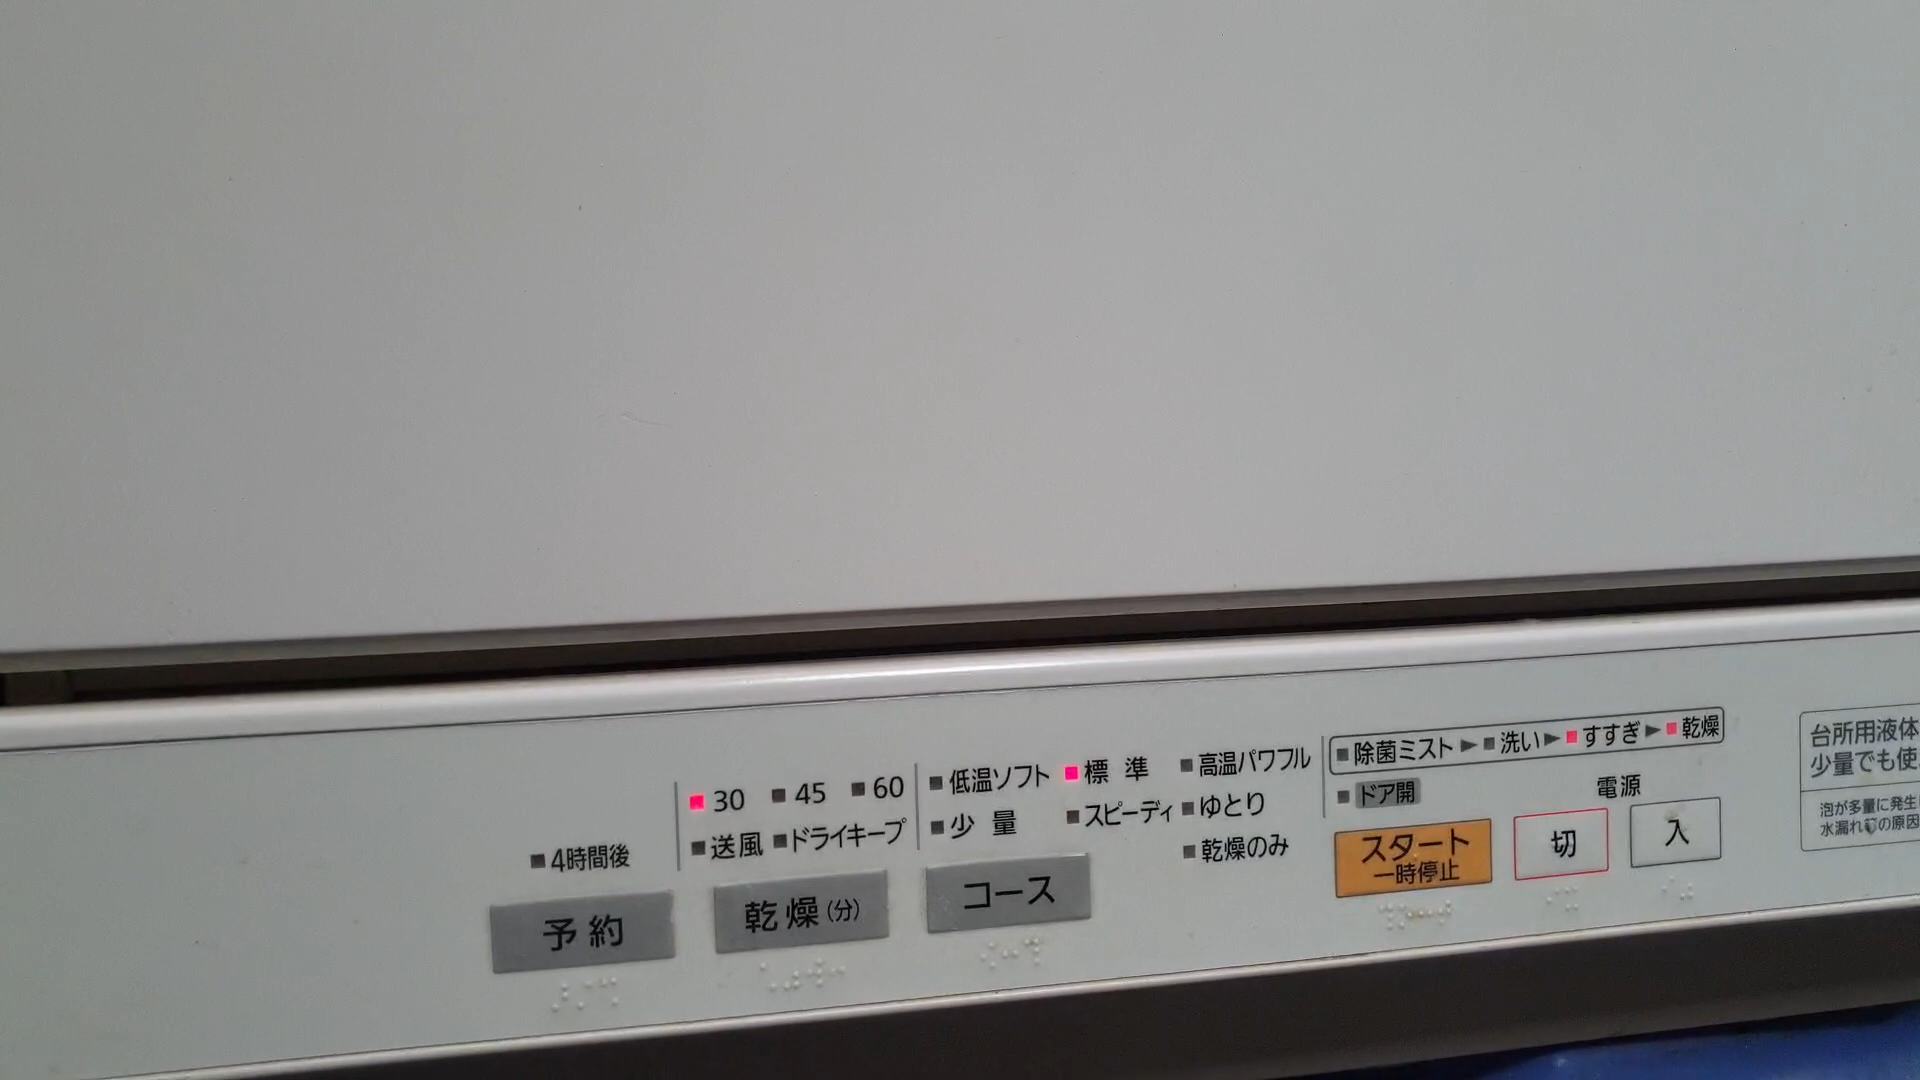 4時間後
予約
30 45 60
送風 ドライキープ
乾燥(分)
低温ソフト 標準 高温パワフル
少量 スピーディ ゆとり
乾燥のみ
コース
除菌ミスト▶洗い▶すすぎ▶乾燥
ドア開
電源
スタート
一時停止
切
入
台所用液体
少量でも使
泡が多量に発生
水漏れ等の原因